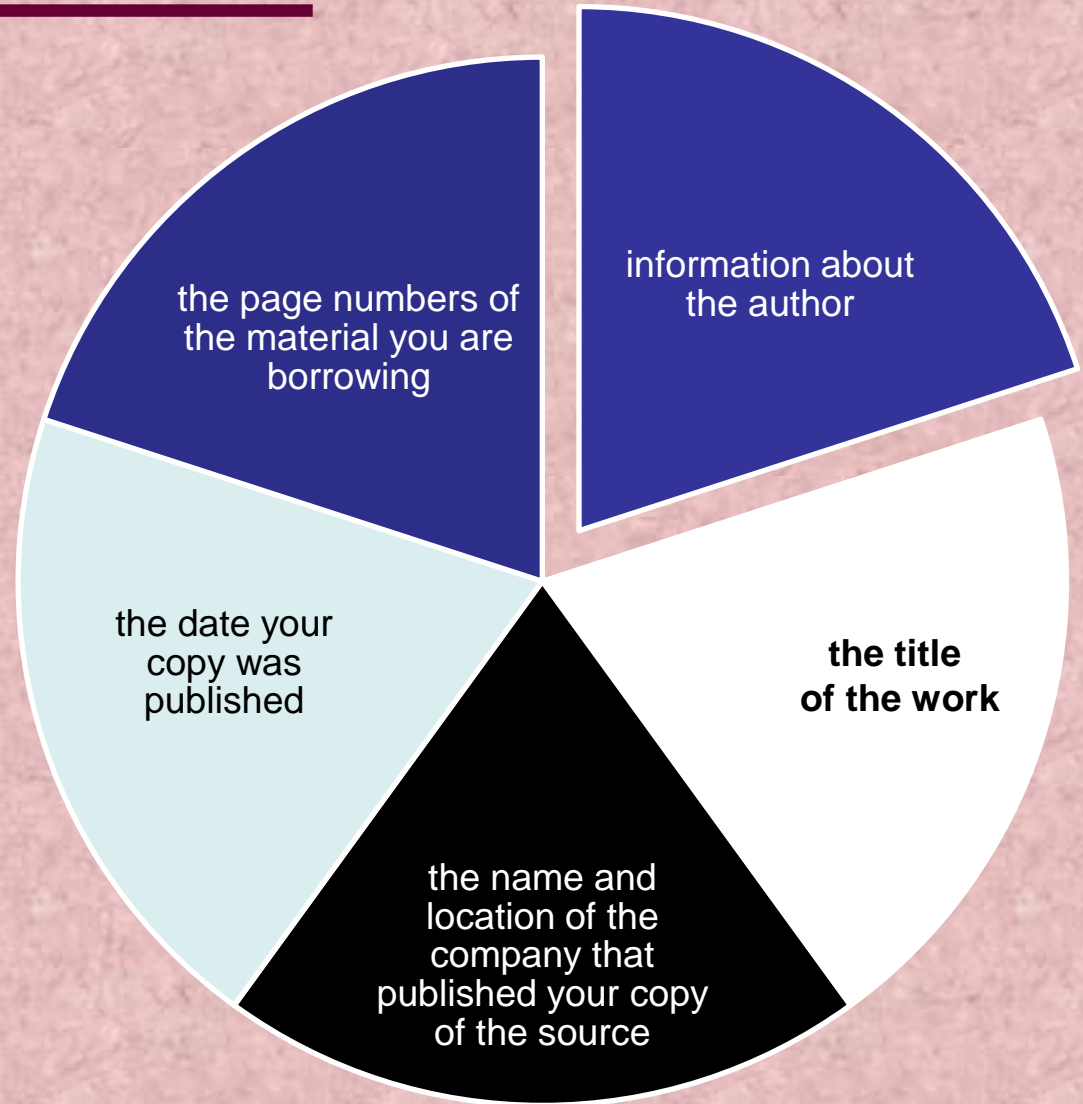 information about
the author
the title
of the work
the name and
location of the
company that
published your copy
of the source
the date your
copy was
published
the page numbers of
the material you are
borrowing